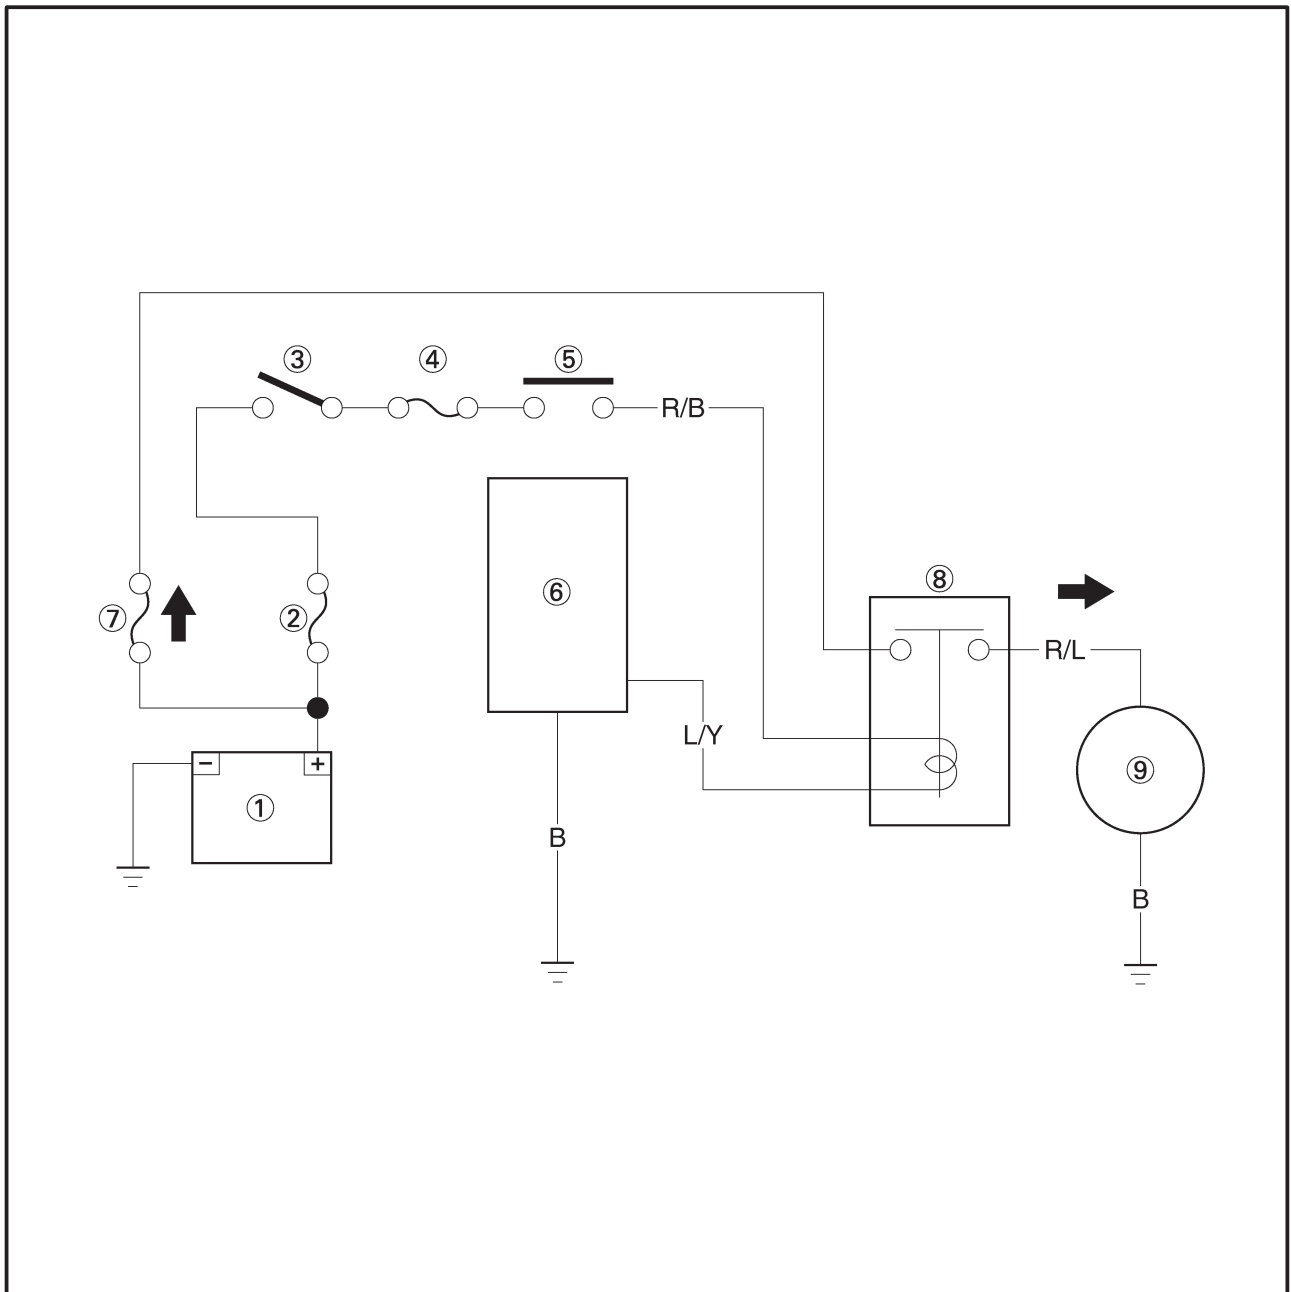 ③ ④ ⑤
R/B
⑥
⑧
⑦ ②
R/L
L/Y
− +
①
⑨
B
B